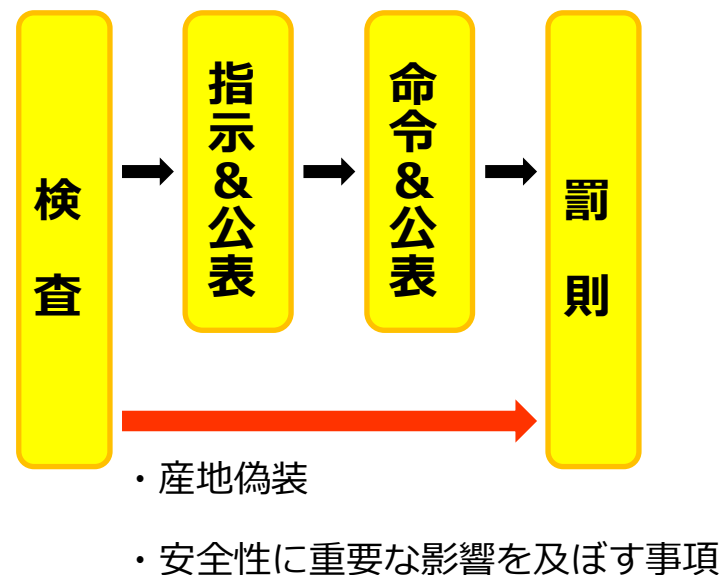 検査
指示&公表
命令&公表
罰則
・産地偽装
・安全性に重要な影響を及ぼす事項